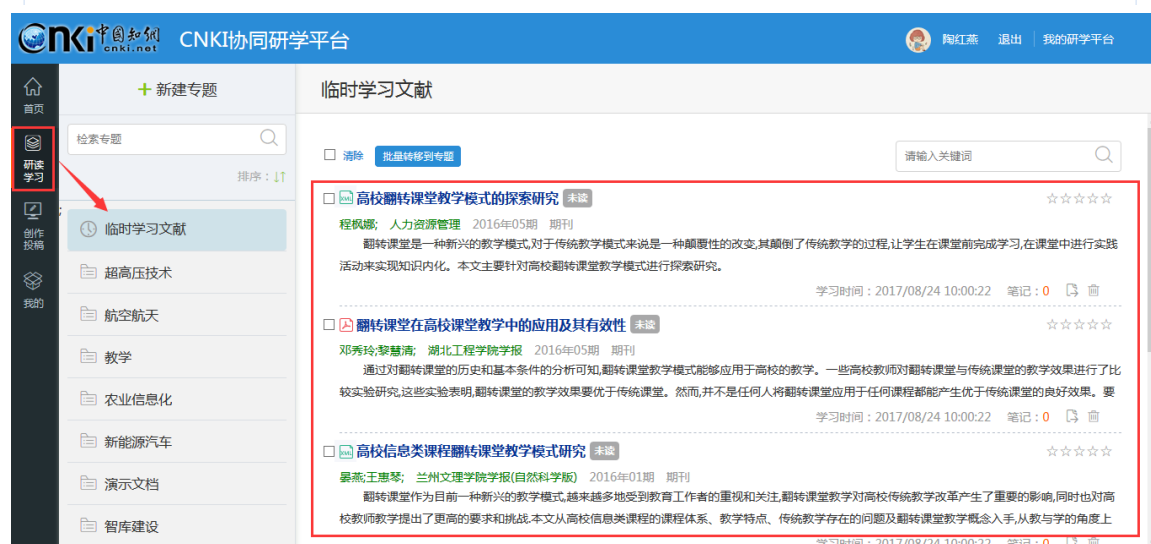 CNKi中国知网
cnki.net
CNKI协同研学平台
陶红燕 退出 我的研学平台
首页
研读
学习
创作
投稿
我的
+ 新建专题
检索专题
排序：↓↑
临时学习文献
超高压技术
航空航天
教学
农业信息化
新能源汽车
演示文档
智库建设
临时学习文献
清除 批量转移到专题 请输入关键词
高校翻转课堂教学模式的探索研究 未读
程枫娜; 人力资源管理 2016年05期 期刊
翻转课堂是一种新兴的教学模式,对于传统教学模式来说是一种颠覆性的改变,其颠倒了传统教学的过程,让学生在课堂前完成学习,在课堂中进行实践
活动来实现知识内化。本文主要针对高校翻转课堂教学模式进行探索研究。
学习时间：2017/08/24 10:00:22 笔记：0
翻转课堂在高校课堂教学中的应用及其有效性 未读
邓秀玲;黎慧清; 湖北工程学院学报 2016年05期 期刊
通过对翻转课堂的历史和基本条件的分析可知,翻转课堂教学模式能够应用于高校的教学。一些高校教师对翻转课堂与传统课堂的教学效果进行了比
较实验研究,这些实验表明,翻转课堂的教学效果要优于传统课堂。然而,并不是任何人将翻转课堂应用于任何课程都能产生优于传统课堂的良好效果。要
学习时间：2017/08/24 10:00:22 笔记：0
高校信息类课程翻转课堂教学模式研究 未读
晏燕;王惠琴; 兰州文理学院学报(自然科学版) 2016年01期 期刊
翻转课堂作为目前一种新兴的教学模式,越来越多地受到教育工作者的重视和关注,翻转课堂教学对高校传统教学改革产生了重要的影响,同时也对高
校教师教学提出了更高的要求和挑战.本文从高校信息类课程的课程体系、教学特点、传统教学存在的问题及翻转课堂教学概念入手,从教与学的角度上
学习时间：2017/08/24 10:00:22 笔记：0